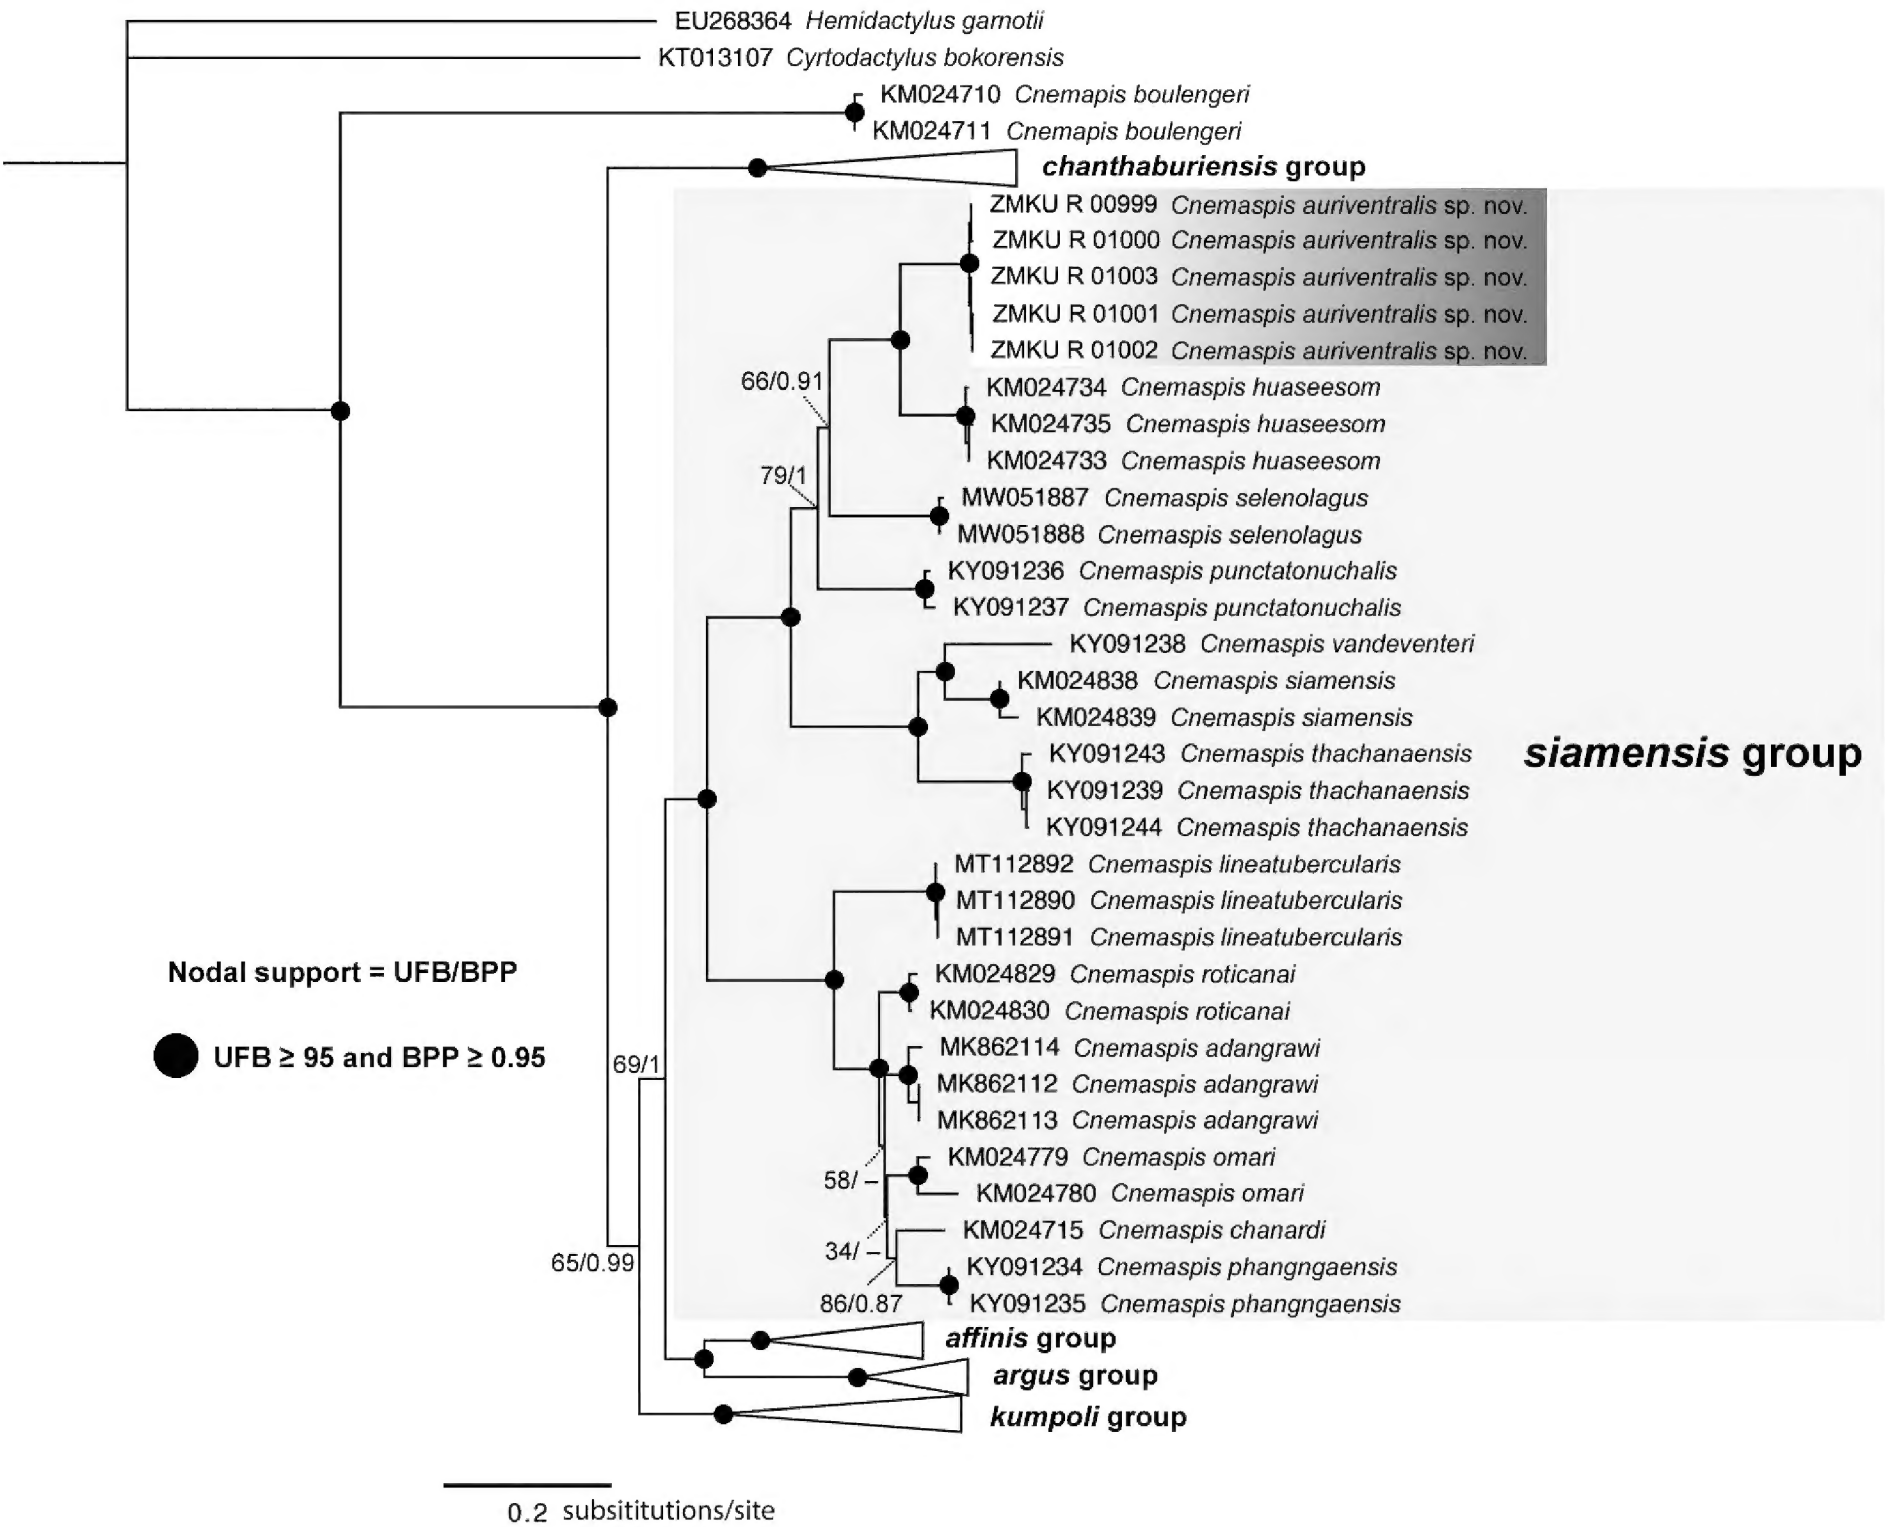 EU268364 Hemidactylus garnotii
KT013107 Cyrtodactylus bokorensis
KM024710 Cnemapis boulengeri
KM024711 Cnemapis boulengeri
chanthaburiensis group
ZMKU R 00999 Cnemaspis auriventralis sp. nov.
ZMKU R 01000 Cnemaspis auriventralis sp. nov.
ZMKU R 01003 Cnemaspis auriventralis sp. nov.
ZMKU R 01001 Cnemaspis auriventralis sp. nov.
ZMKU R 01002 Cnemaspis auriventralis sp. nov.
66/0.91
KM024734 Cnemaspis huaseesom
KM024735 Cnemaspis huaseesom
KM024733 Cnemaspis huaseesom
79/1
MW051887 Cnemaspis selenolagus
MW051888 Cnemaspis selenolagus
KY091236 Cnemaspis punctatonuchalis
KY091237 Cnemaspis punctatonuchalis
KY091238 Cnemaspis vandeventeri
KM024838 Cnemaspis siamensis
KM024839 Cnemaspis siamensis
siamensis group
KY091243 Cnemaspis thachanaensis
KY091239 Cnemaspis thachanaensis
KY091244 Cnemaspis thachanaensis
MT112892 Cnemaspis lineatubercularis
MT112890 Cnemaspis lineatubercularis
MT112891 Cnemaspis lineatubercularis
Nodal support = UFB/BPP
KM024829 Cnemaspis roticanai
KM024830 Cnemaspis roticanai
UFB ≥ 95 and BPP ≥ 0.95
69/1
MK862114 Cnemaspis adangrawi
MK862112 Cnemaspis adangrawi
MK862113 Cnemaspis adangrawi
KM024779 Cnemaspis omari
58/ –
KM024780 Cnemaspis omari
KM024715 Cnemaspis chanardi
34/ –
65/0.99
KY091234 Cnemaspis phangngaensis
86/0.87
KY091235 Cnemaspis phangngaensis
affinis group
argus group
kumpoli group
0.2 subsititutions/site